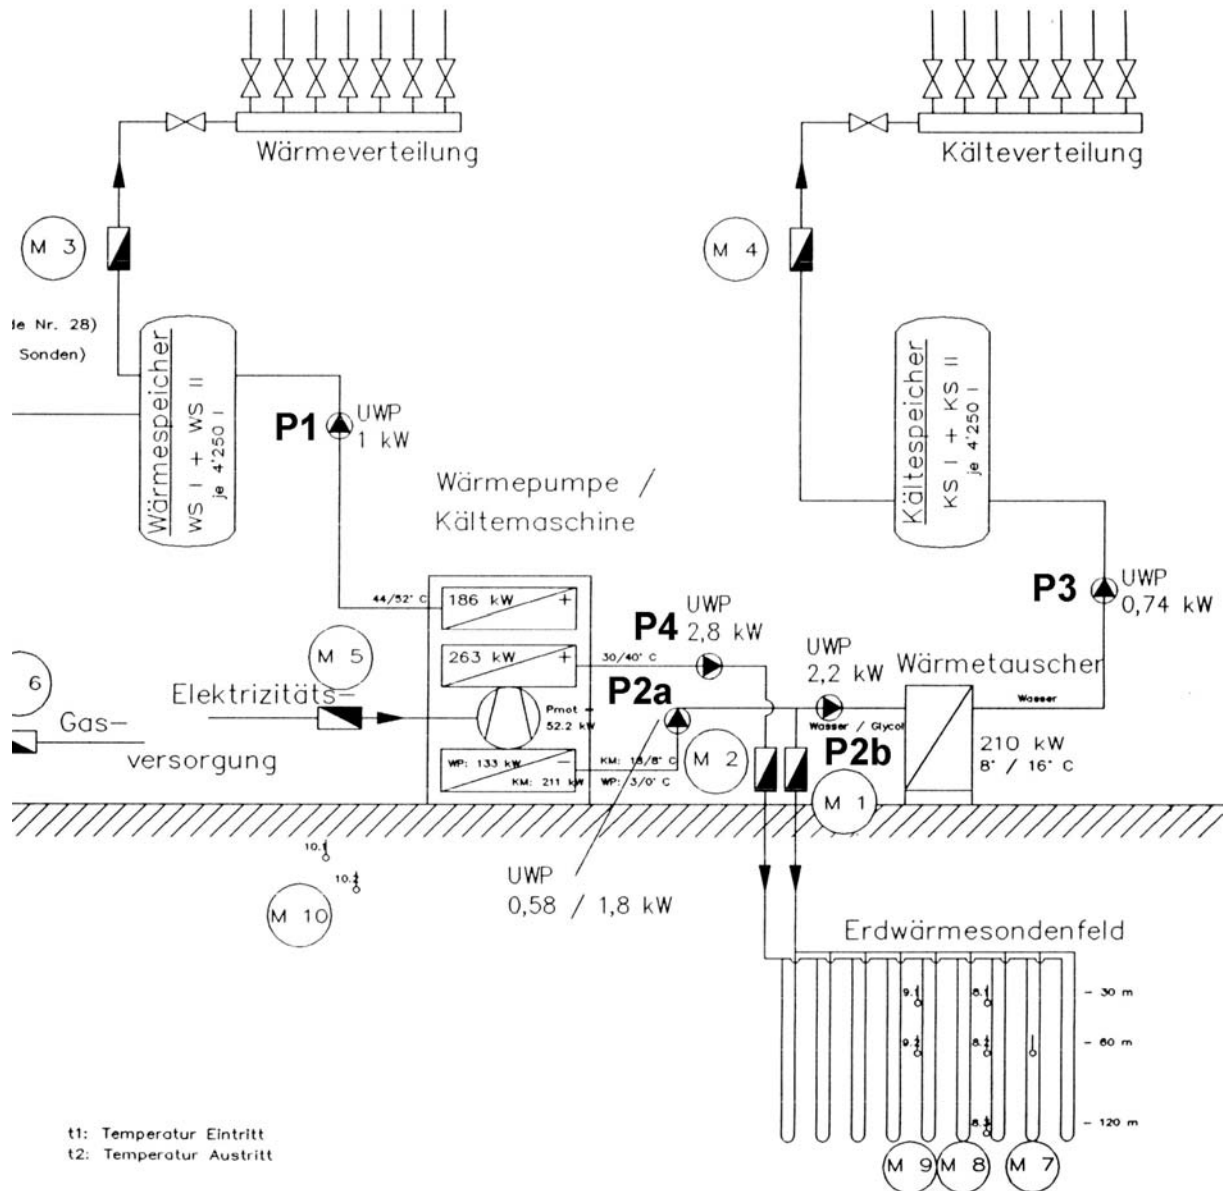 Wärmeverteilung
Kälteverteilung
M 3
M 4
de Nr. 28)
Sonden)
Wärmespeicher
WS I + WS II
je 4'250 l
P1
UWP
1 kW
Kältespeicher
KS I + KS II
je 4'250 l
Wärmepumpe /
Kältemaschine
P3
UWP
0,74 kW
44/52° C
186 kW +
263 kW +
30/40° C
P4
UWP
2,8 kW
UWP
2,2 kW
Wärmetauscher
M 5
6
Elektrizitäts-
Gas-
versorgung
Pmot =
52.2 kW
P2a
Wasser / Glycol
Wasser
P2b
WP: 133 kW −
KM: 211 kW
KM: 18/8° C
WP: 3/0° C
M 2
M 1
210 kW
8° / 16° C
10.1
10.2
M 10
UWP
0,58 / 1,8 kW
Erdwärmesondenfeld
9.1
8.1
- 30 m
9.2
8.2
- 60 m
8.3
- 120 m
M 9
M 8
M 7
t1: Temperatur Eintritt
t2: Temperatur Austritt